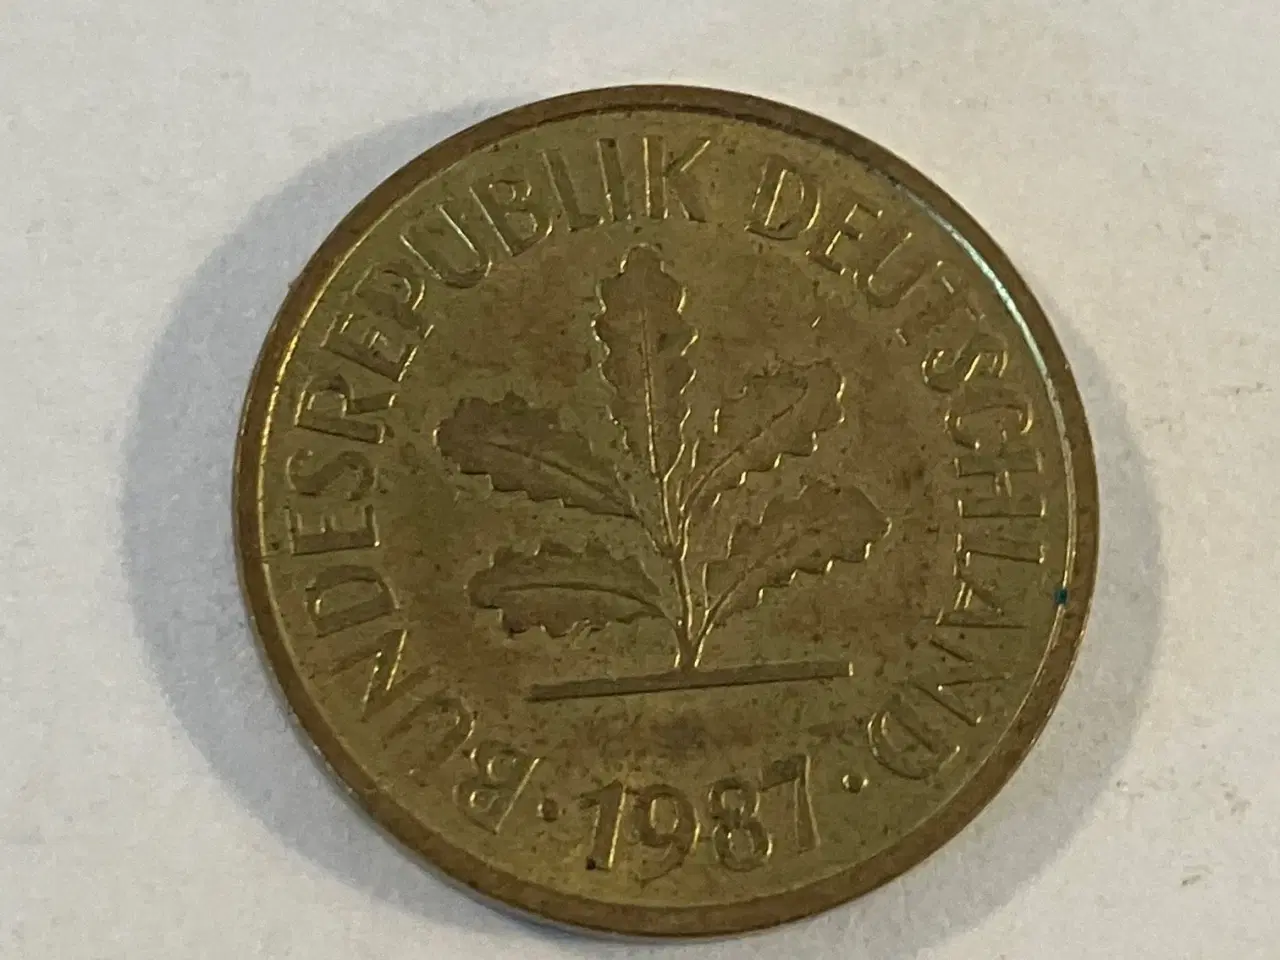 BUNDESREPUBLIK DEUTSCHLAND
· 1987 ·